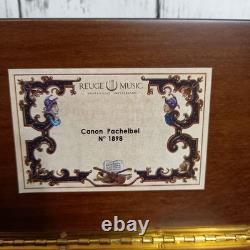 REUGE MUSIC
Canon Pachelbel
N° 1898